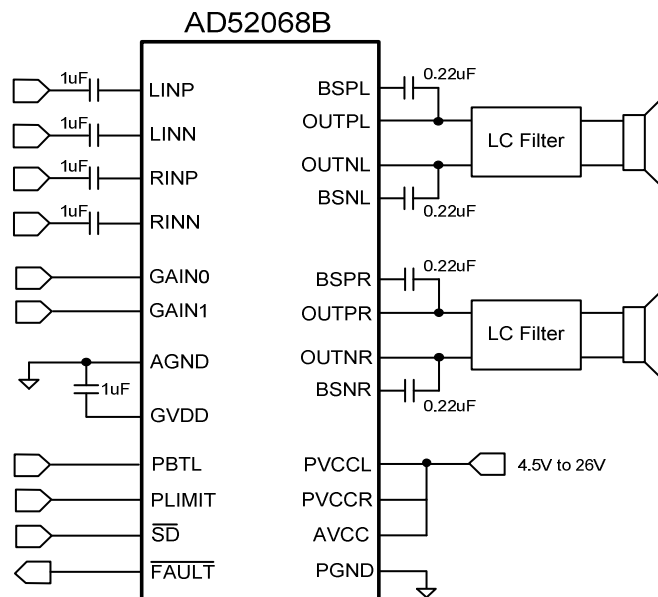 AD52068B
1uF
LINP
1uF
LINN
1uF
RINP
1uF
RINN
GAIN0
GAIN1
AGND
1uF
GVDD
PBTL
PLIMIT
SD
FAULT
BSPL
0.22uF
OUTPL
LC Filter
OUTNL
BSNL
0.22uF
BSPR
0.22uF
OUTPR
LC Filter
OUTNR
BSNR
0.22uF
PVCCL
4.5V to 26V
PVCCR
AVCC
PGND